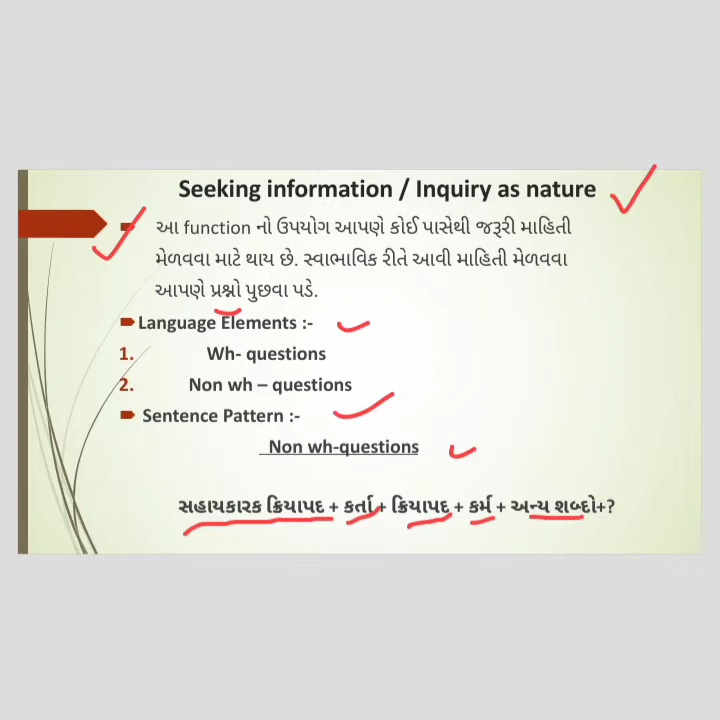 Seeking information / Inquiry as nature
આ function નો ઉપયોગ આપણે કોઈ પાસેથી જરૂરી માહિતી
મેળવવા માટે થાય છે. સ્વાભાવિક રીતે આવી માહિતી મેળવવા
આપણે પ્રશ્નો પુછવા પડે.
Language Elements :-
1. Wh- questions
2. Non wh – questions
Sentence Pattern :-
Non wh-questions
સહાયકારક ક્રિયાપદ + કર્તા + ક્રિયાપદ + કર્મ + અન્ય શબ્દો+?